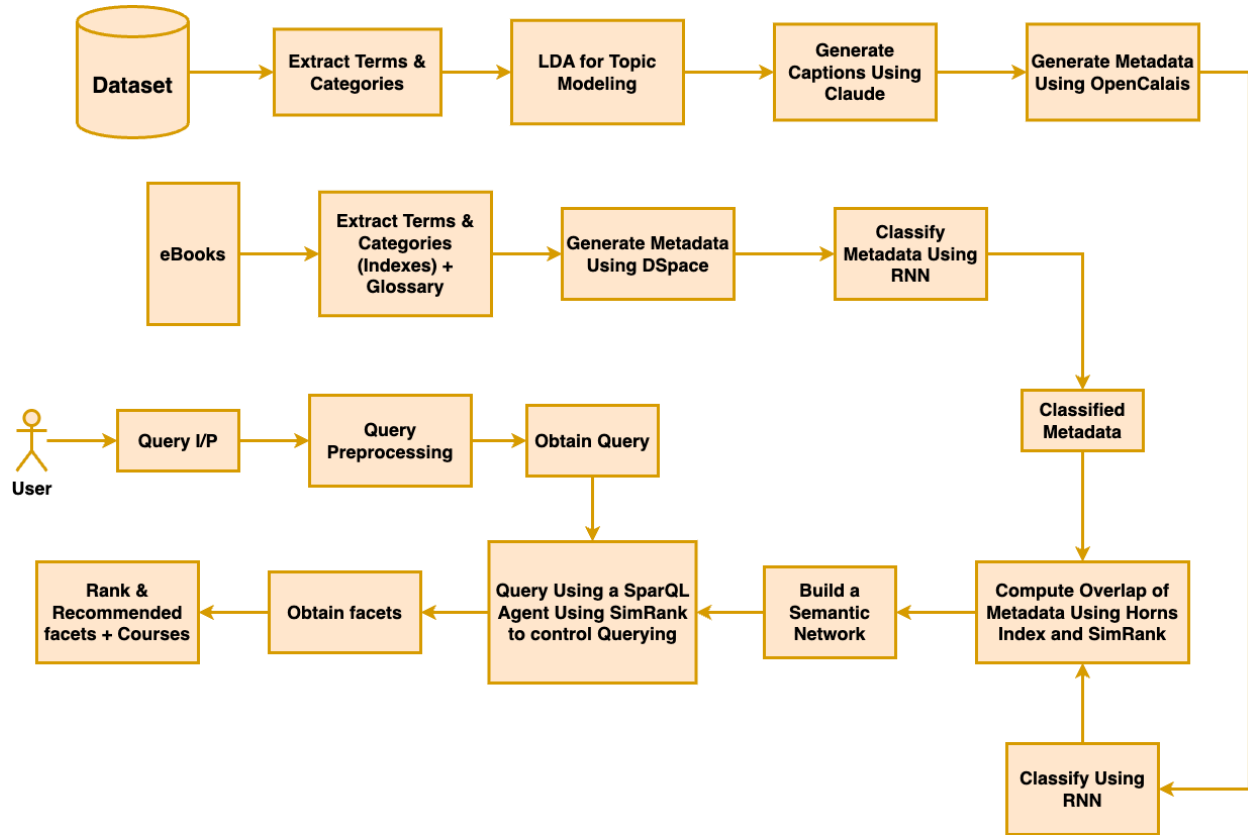 Dataset
Extract Terms &
Categories
LDA for Topic
Modeling
Generate
Captions Using
Claude
Generate Metadata
Using OpenCalais
eBooks
Extract Terms &
Categories
(Indexes) +
Glossary
Generate Metadata
Using DSpace
Classify
Metadata Using
RNN
Classified
Metadata
User
Query I/P
Query
Preprocessing
Obtain Query
Rank &
Recommended
facets + Courses
Obtain facets
Query Using a SparQL
Agent Using SimRank
to control Querying
Build a
Semantic
Network
Compute Overlap of
Metadata Using Horns
Index and SimRank
Classify Using
RNN